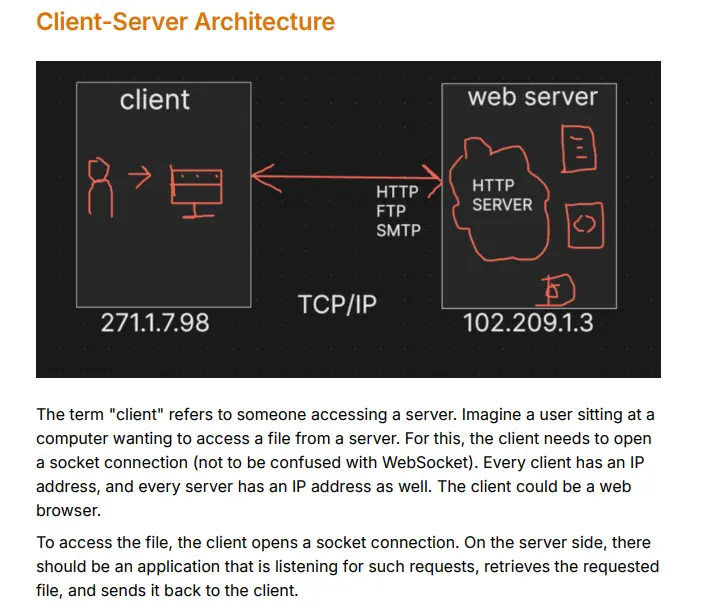 Client-Server Architecture
client
web server
HTTP
FTP
SMTP
HTTP
SERVER
TCP/IP
271.1.7.98
102.209.1.3
The term "client" refers to someone accessing a server. Imagine a user sitting at a
computer wanting to access a file from a server. For this, the client needs to open
a socket connection (not to be confused with WebSocket). Every client has an IP
address, and every server has an IP address as well. The client could be a web
browser.
To access the file, the client opens a socket connection. On the server side, there
should be an application that is listening for such requests, retrieves the requested
file, and sends it back to the client.